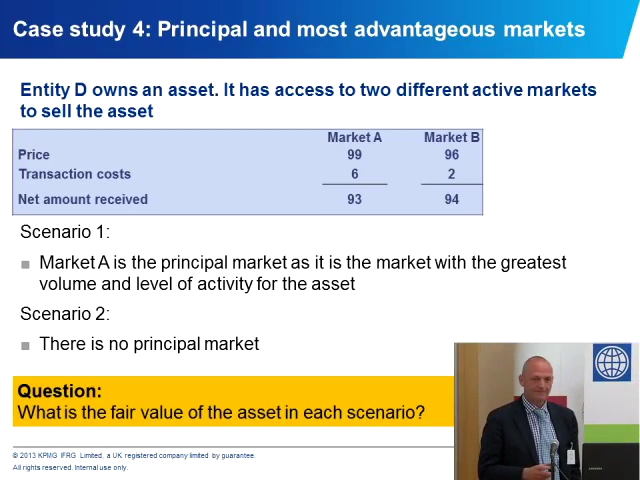 Case study 4: Principal and most advantageous markets
Entity D owns an asset. It has access to two different active markets
to sell the asset
Market A Market B
Price 99 96
Transaction costs 6 2
Net amount received 93 94
Scenario 1:
■ Market A is the principal market as it is the market with the greatest
volume and level of activity for the asset
Scenario 2:
■ There is no principal market
Question:
What is the fair value of the asset in each scenario?
© 2013 KPMG IFRG Limited, a UK registered company limited by guarantee.
All rights reserved. Internal use only.